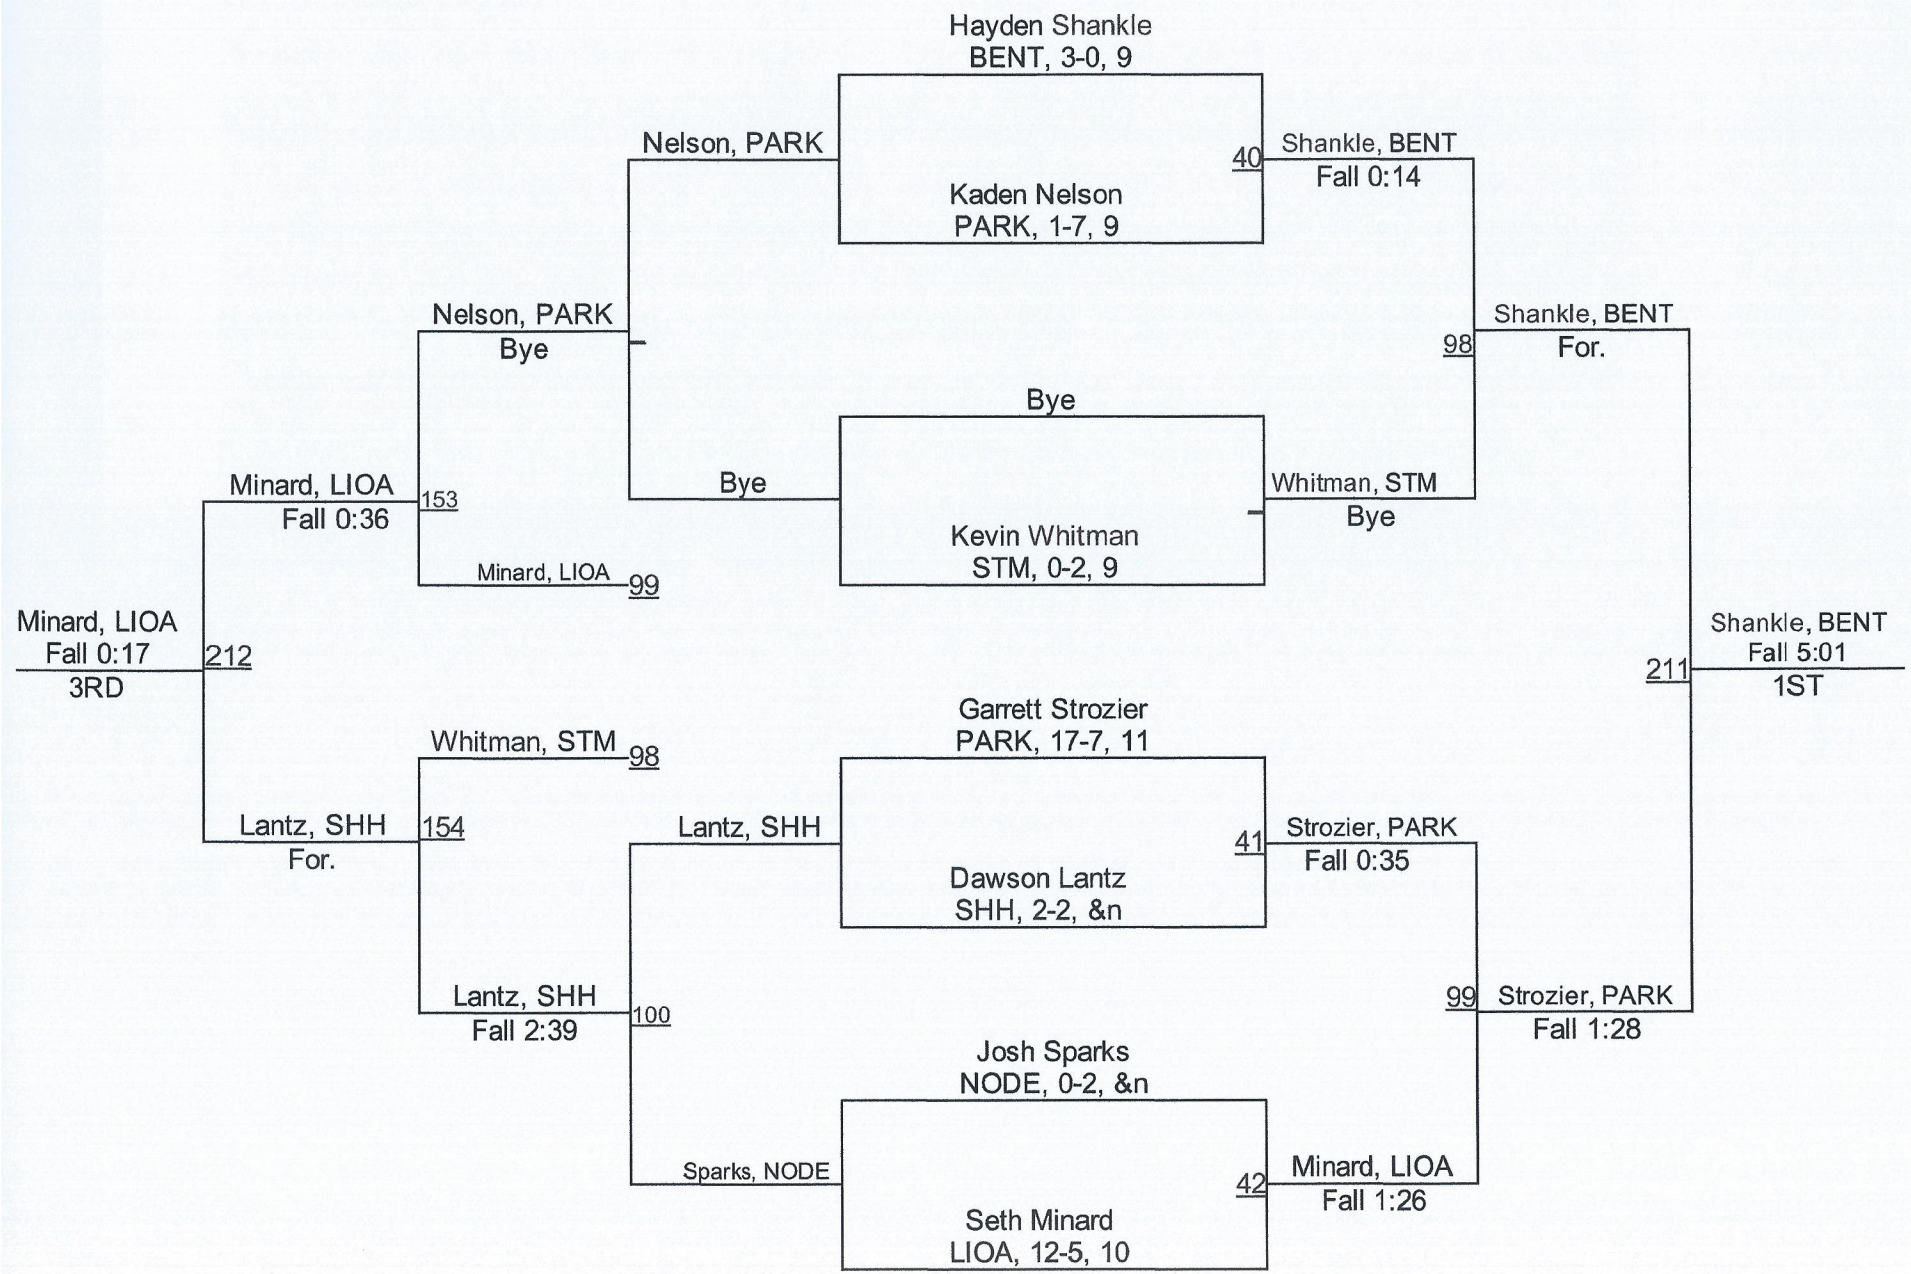 Hayden Shankle
BENT, 3-0, 9
Nelson, PARK
40
Shankle, BENT
Fall 0:14
Kaden Nelson
PARK, 1-7, 9
Nelson, PARK
Bye
Shankle, BENT
98
For.
Bye
Minard, LIOA
153
Fall 0:36
Bye
Whitman, STM
Bye
Kevin Whitman
STM, 0-2, 9
Minard, LIOA
99
Minard, LIOA
Fall 0:17
212
3RD
Shankle, BENT
Fall 5:01
211
1ST
Garrett Strozier
PARK, 17-7, 11
Whitman, STM
98
Lantz, SHH
154
For.
Lantz, SHH
41
Strozier, PARK
Fall 0:35
Dawson Lantz
SHH, 2-2, &n
Lantz, SHH
100
Fall 2:39
99
Strozier, PARK
Fall 1:28
Josh Sparks
NODE, 0-2, &n
Sparks, NODE
42
Minard, LIOA
Fall 1:26
Seth Minard
LIOA, 12-5, 10